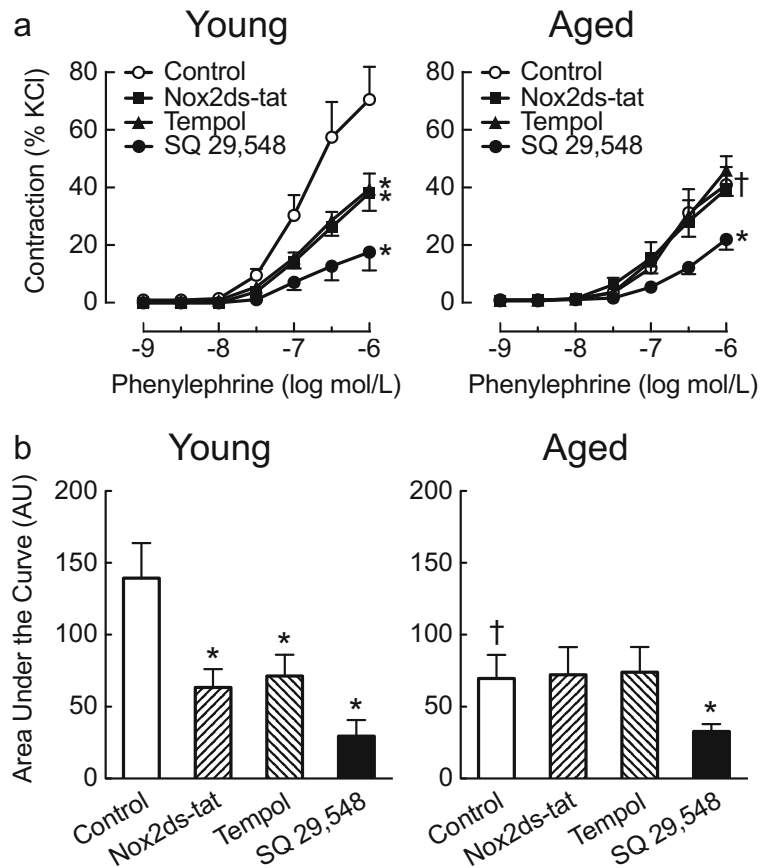 a
Young
Aged
Contraction (% KCl)
80
60
40
20
0
Control
Nox2ds-tat
Tempol
SQ 29,548
*
*
*
-9
-8
-7
-6
Phenylephrine (log mol/L)
80
60
40
20
0
Control
Nox2ds-tat
Tempol
SQ 29,548
†
*
-9
-8
-7
-6
Phenylephrine (log mol/L)
b
Young
Aged
Area Under the Curve (AU)
200
150
100
50
0
*
*
*
Control
Nox2ds-tat
Tempol
SQ 29,548
200
150
100
50
0
†
*
Control
Nox2ds-tat
Tempol
SQ 29,548